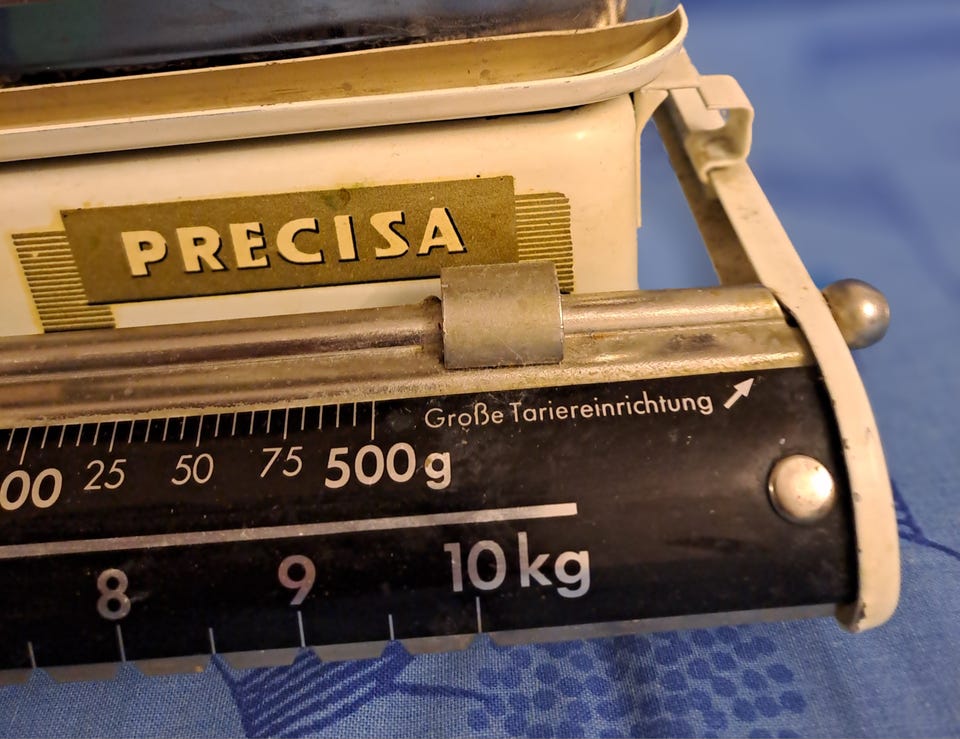 PRECISA
Große Tariereinrichtung
00 25 50 75 500g
8 9 10kg